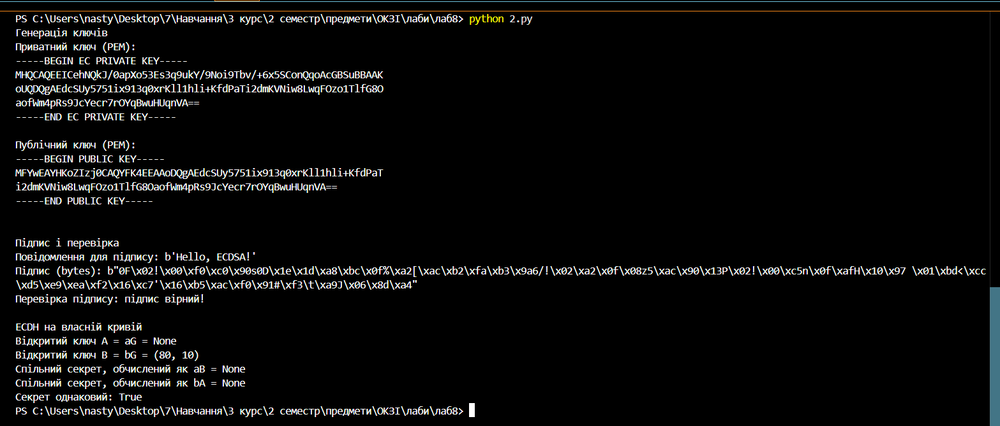 PS C:\Users\nasty\Desktop\7\Навчання\3 курс\2 семестр\предмети\ОКЗІ\лаби\лаб8> python 2.py
Генерація ключів
Приватний ключ (PEM):
-----BEGIN EC PRIVATE KEY-----
MHQCAQEEICehNQkJ/0apXo53Es3q9ukY/9Noi9Tbv/+6x5SConQqoAcGBSuBBAAK
oUQDQgAEdcSUy5751ix913q0xrKll1hli+KfdPaTi2dmKVNiw8LwqFOzo1TlfG8O
aofWm4pRs9JcYecr7rOYqBwuHUqnVA==
-----END EC PRIVATE KEY-----
Публічний ключ (PEM):
-----BEGIN PUBLIC KEY-----
MFYwEAYHKoZIzj0CAQYFK4EEAAoDQgAEdcSUy5751ix913q0xrKll1hli+KfdPaT
i2dmKVNiw8LwqFOzo1TlfG8OaofWm4pRs9JcYecr7rOYqBwuHUqnVA==
-----END PUBLIC KEY-----
Підпис і перевірка
Повідомлення для підпису: b'Hello, ECDSA!'
Підпис (bytes): b"0F\x02!\x00\xf0\xc0\x90s0D\x1e\x1d\xa8\xbc\x0f%\xa2[\xac\xb2\xfa\xb3\x9a6/!\x02\xa2\x0f\x08z5\xac\x90\x13P\x02!\x00\xc5n\x0f\xafH\x10\x97 \x01\xbd<\xcc
\xd5\xe9\xea\xf2\x16\xc7'\x16\xb5\xac\xf0\x91#\xf3\t\xa9J\x06\x8d\xa4"
Перевірка підпису: підпис вірний!
ECDH на власній кривій
Відкритий ключ A = aG = None
Відкритий ключ B = bG = (80, 10)
Спільний секрет, обчислений як aB = None
Спільний секрет, обчислений як bA = None
Секрет однаковий: True
PS C:\Users\nasty\Desktop\7\Навчання\3 курс\2 семестр\предмети\ОКЗІ\лаби\лаб8>